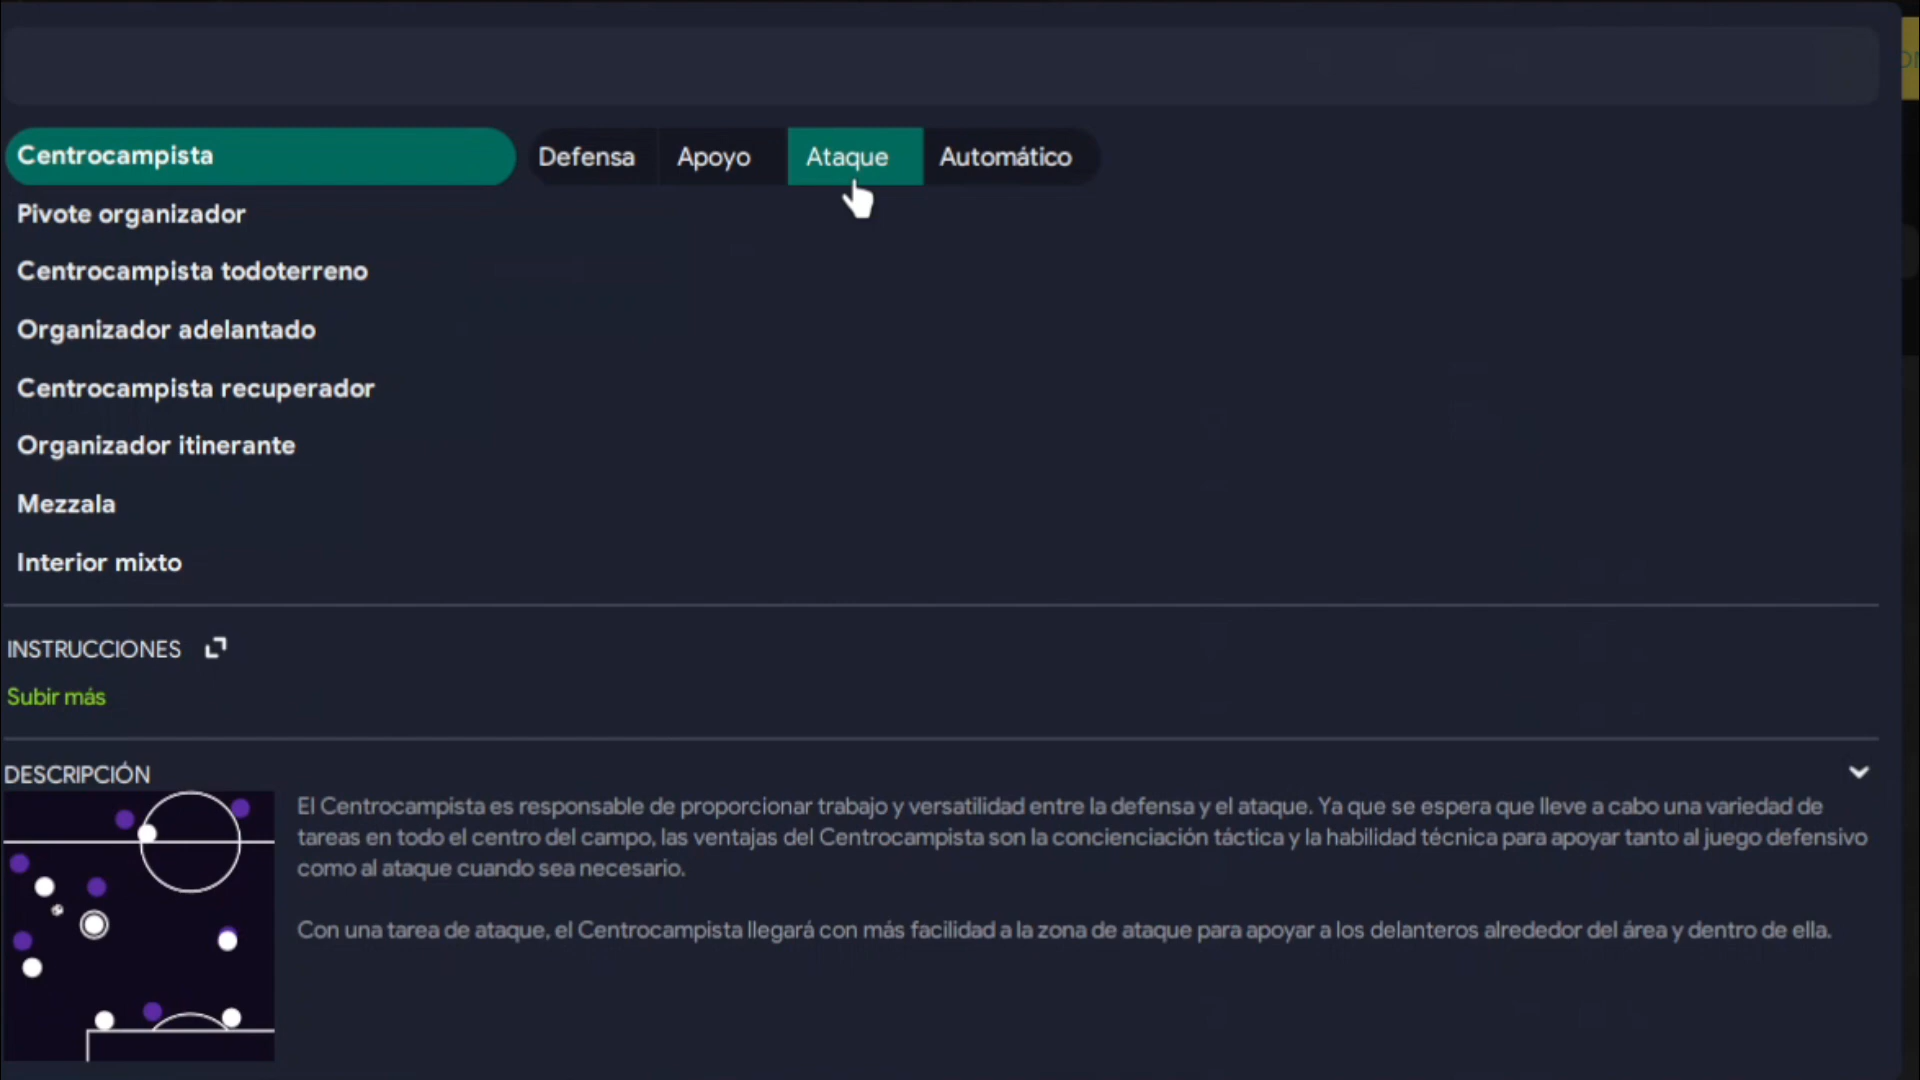 Centrocampista
Defensa Apoyo Ataque Automático
Pivote organizador
Centrocampista todoterreno
Organizador adelantado
Centrocampista recuperador
Organizador itinerante
Mezzala
Interior mixto
INSTRUCCIONES
Subir más
DESCRIPCIÓN
El Centrocampista es responsable de proporcionar trabajo y versatilidad entre la defensa y el ataque. Ya que se espera que lleve a cabo una variedad de
tareas en todo el centro del campo, las ventajas del Centrocampista son la concienciación táctica y la habilidad técnica para apoyar tanto al juego defensivo
como al ataque cuando sea necesario.
Con una tarea de ataque, el Centrocampista llegará con más facilidad a la zona de ataque para apoyar a los delanteros alrededor del área y dentro de ella.